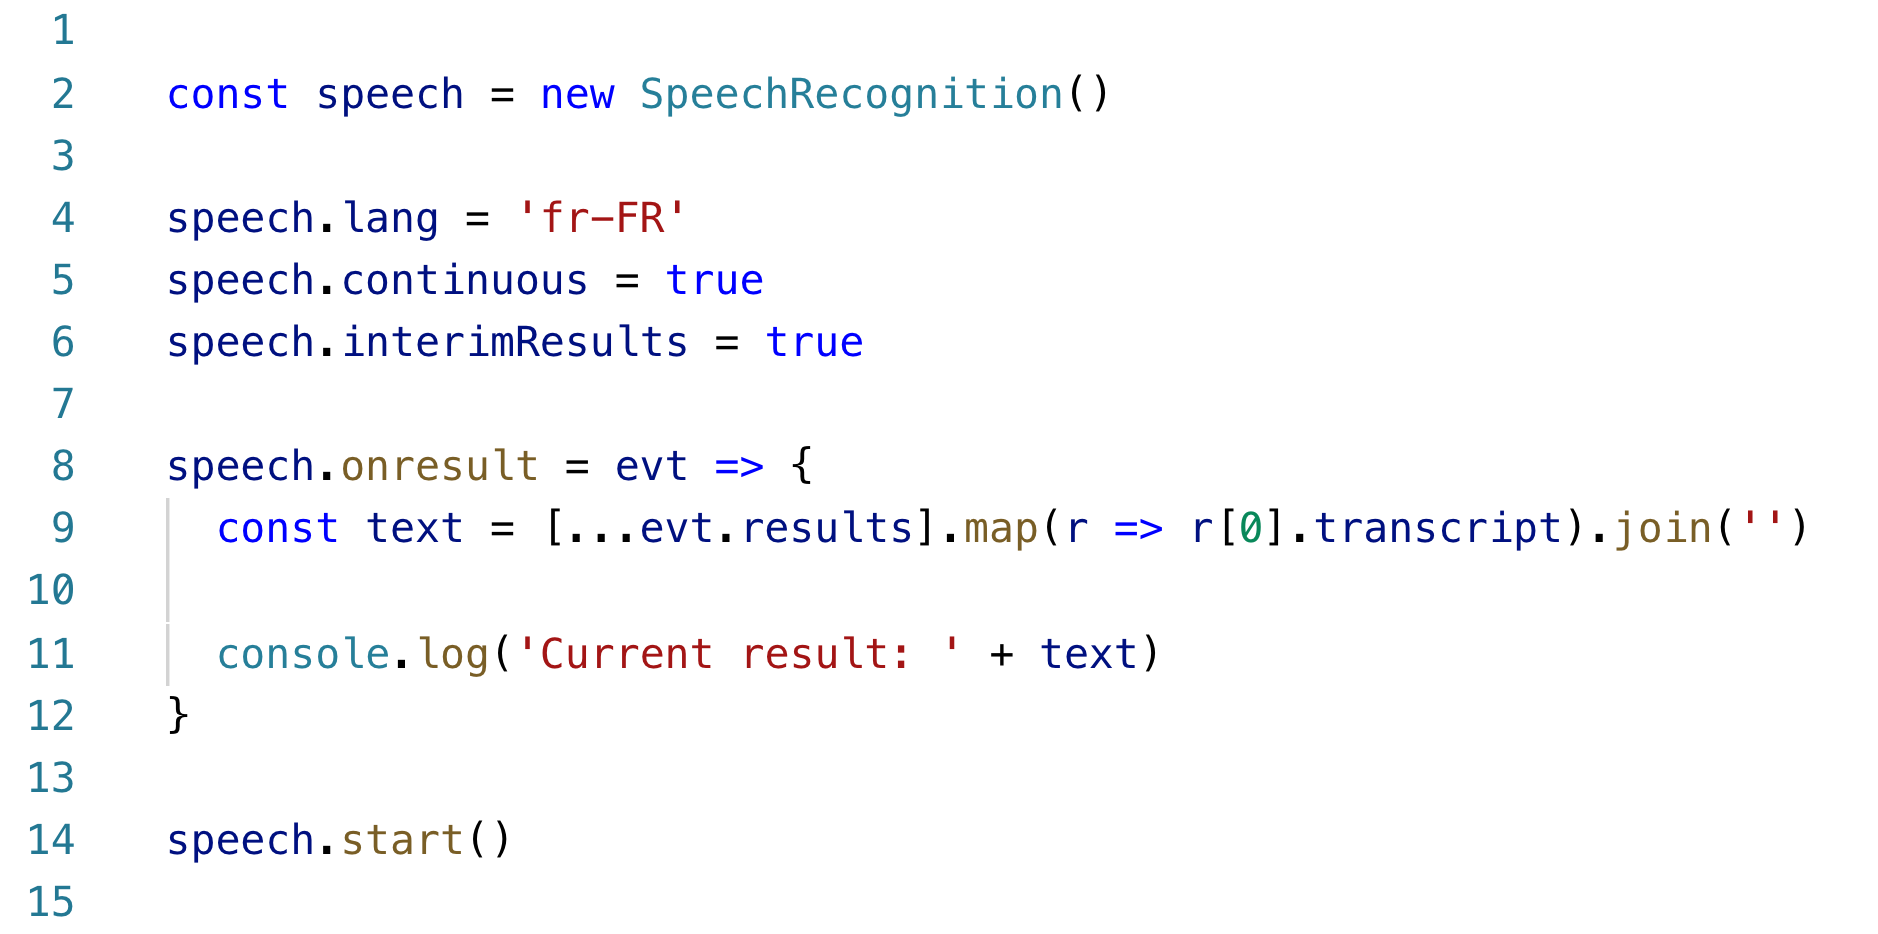 1
2 const speech = new SpeechRecognition()
3
4 speech.lang = 'fr-FR'
5 speech.continuous = true
6 speech.interimResults = true
7
8 speech.onresult = evt => {
9   const text = [...evt.results].map(r => r[0].transcript).join('')
10
11   console.log('Current result: ' + text)
12 }
13
14 speech.start()
15